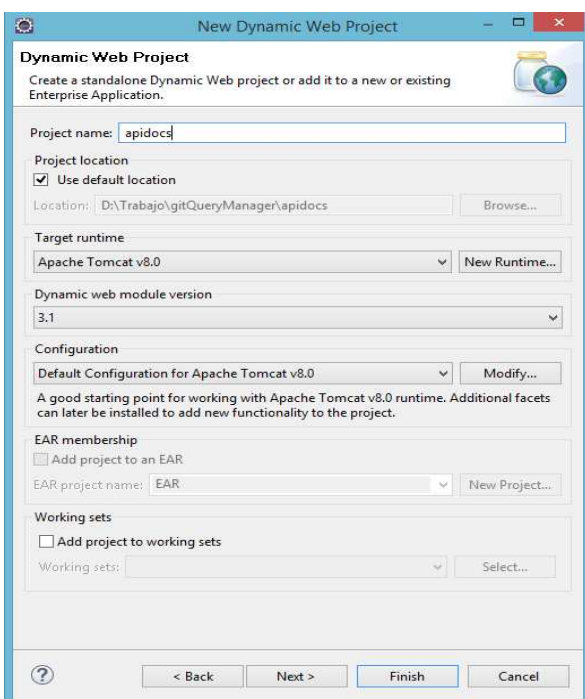 New Dynamic Web Project
Dynamic Web Project
Create a standalone Dynamic Web project or add it to a new or existing
Enterprise Application.
Project name: apidocs
Project location
Use default location
Location: D:\Trabajo\gitQueryManager\apidocs Browse...
Target runtime
Apache Tomcat v8.0 New Runtime...
Dynamic web module version
3.1
Configuration
Default Configuration for Apache Tomcat v8.0 Modify...
A good starting point for working with Apache Tomcat v8.0 runtime. Additional facets
can later be installed to add new functionality to the project.
EAR membership
Add project to an EAR
EAR project name: EAR New Project...
Working sets
Add project to working sets
Working sets: Select...
? < Back Next > Finish Cancel